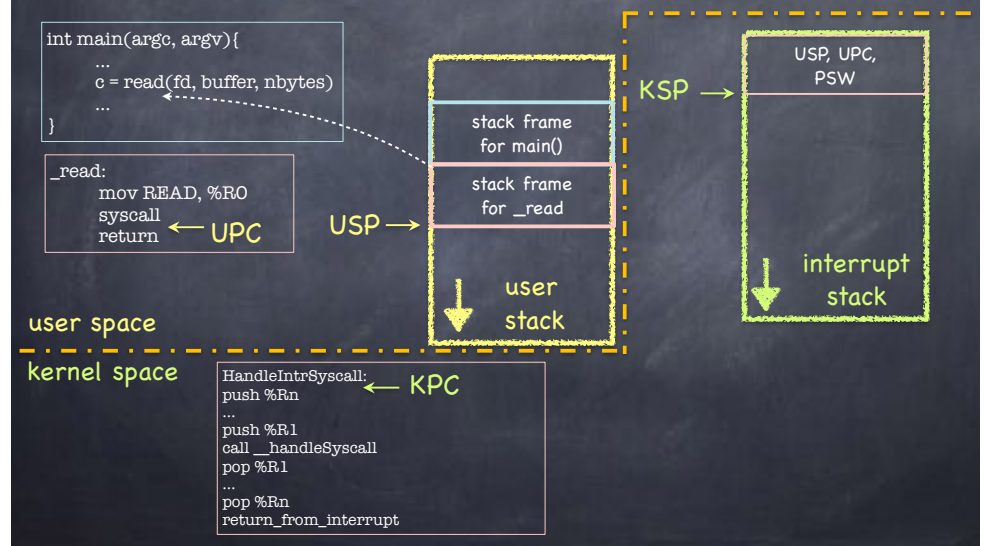 int main(argc, argv){
...
c = read(fd, buffer, nbytes)
...
}
_read:
mov READ, %R0
syscall
return
UPC
USP
stack frame
for main()
stack frame
for _read
user
stack
KSP
USP, UPC,
PSW
interrupt
stack
user space
kernel space
HandleIntrSyscall:
push %Rn
...
push %R1
call __handleSyscall
pop %R1
...
pop %Rn
return_from_interrupt
KPC